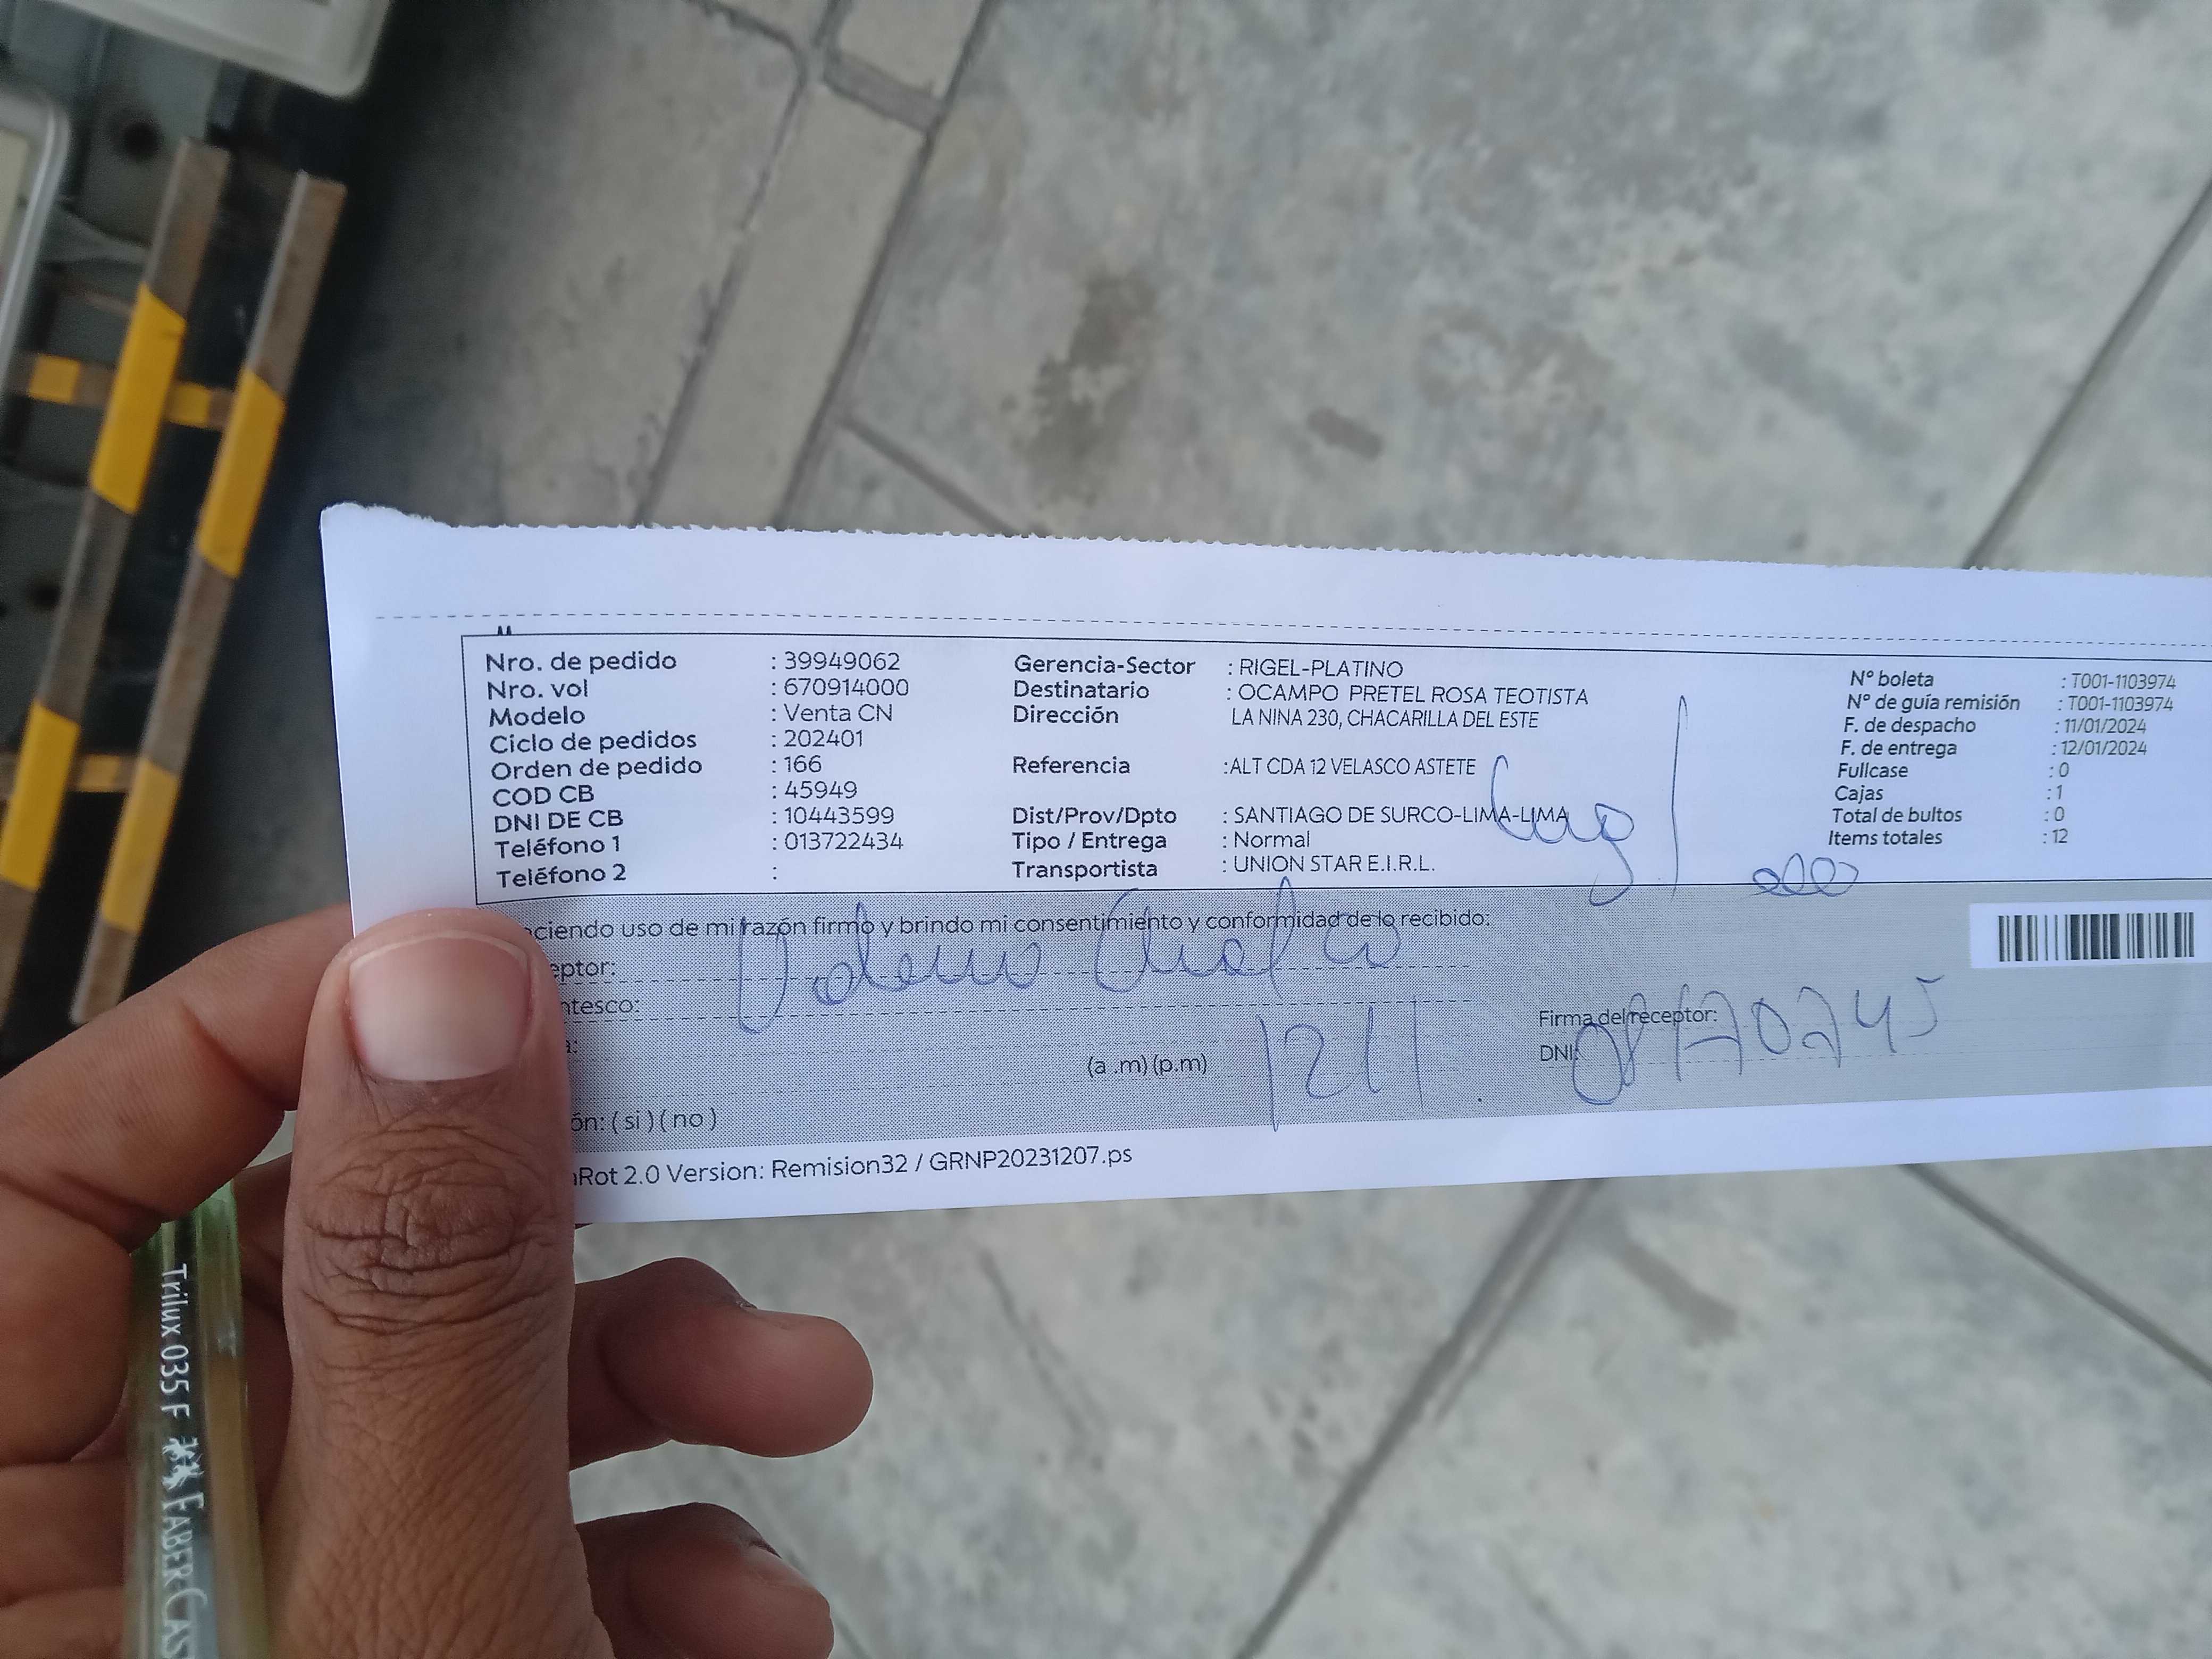 Nro. de pedido : 39949062
Nro. vol : 670914000
Modelo : Venta CN
Ciclo de pedidos : 202401
Orden de pedido : 166
COD CB : 45949
DNI DE CB : 10443599
Teléfono 1 : 013722434
Teléfono 2 :
Gerencia-Sector : RIGEL-PLATINO
Destinatario : OCAMPO PRETEL ROSA TEOTISTA
Dirección LA NINA 230, CHACARILLA DEL ESTE
Referencia :ALT CDA 12 VELASCO ASTETE
Dist/Prov/Dpto : SANTIAGO DE SURCO-LIMA-LIMA
Tipo / Entrega : Normal
Transportista : UNION STAR E.I.R.L.
N° boleta : T001-1103974
N° de guía remisión : T001-1103974
F. de despacho : 11/01/2024
F. de entrega : 12/01/2024
Fullcase : 0
Cajas : 1
Total de bultos : 0
Items totales : 12
ciendo uso de mi razón firmo y brindo mi consentimiento y conformidad de lo recibido:
eptor:
ntesco:
a:
(a .m) (p.m)
Firma del receptor:
DNI:
ón: ( si ) ( no )
Rot 2.0 Version: Remision32 / GRNP20231207.ps
Trilux 035 F FABER-CAS